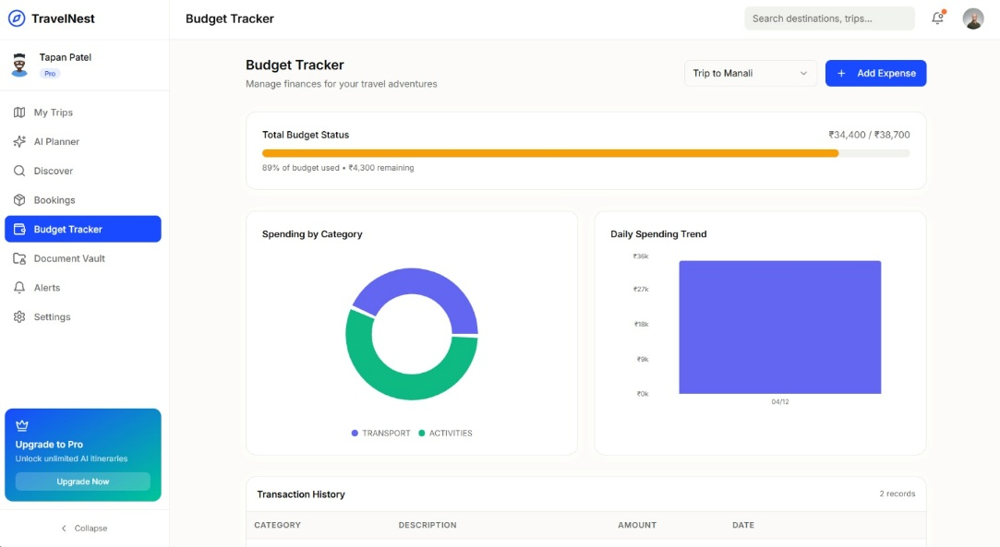 TravelNest
Budget Tracker
Search destinations, trips...
Tapan Patel
Pro
My Trips
AI Planner
Discover
Bookings
Budget Tracker
Document Vault
Alerts
Settings
Upgrade to Pro
Unlock unlimited AI itineraries
Upgrade Now
Collapse
Budget Tracker
Manage finances for your travel adventures
Trip to Manali
+ Add Expense
Total Budget Status
₹34,400 / ₹38,700
89% of budget used • ₹4,300 remaining
Spending by Category
TRANSPORT ACTIVITIES
Daily Spending Trend
₹36k
₹27k
₹18k
₹9k
₹0k
04/12
Transaction History
2 records
CATEGORY DESCRIPTION AMOUNT DATE